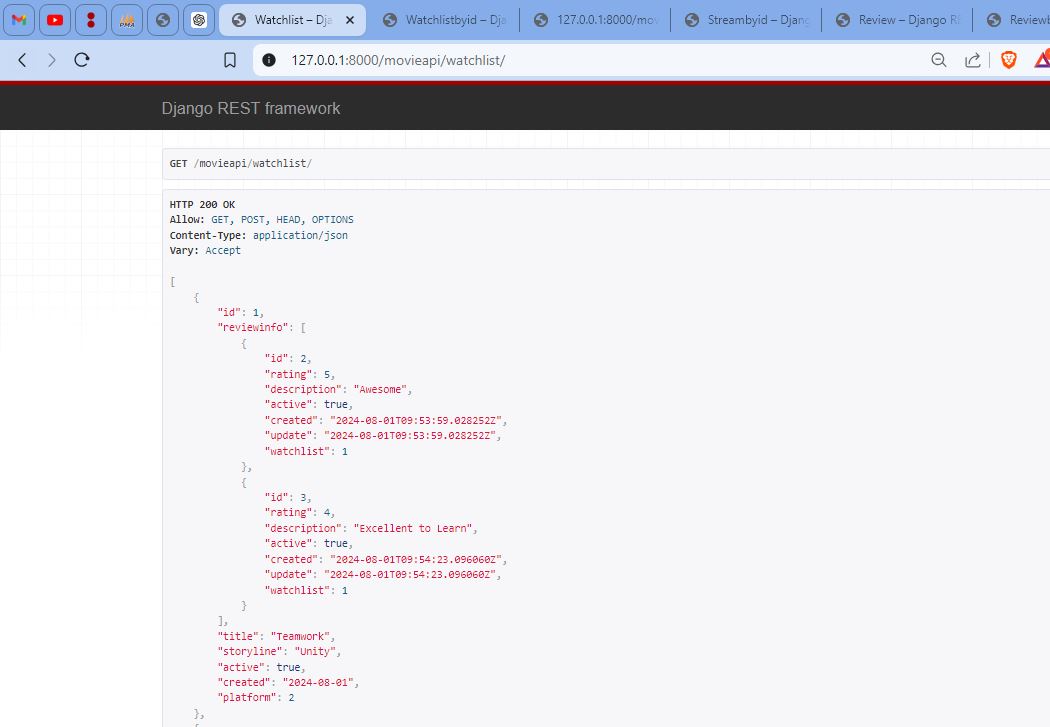 PMA
Watchlist – Dja
Watchlistbyid – Dja
127.0.0.1:8000/mov
Streambyid – Djang
Review – Django RE
Reviewb
127.0.0.1:8000/movieapi/watchlist/
Django REST framework
GET /movieapi/watchlist/
HTTP 200 OK
Allow: GET, POST, HEAD, OPTIONS
Content-Type: application/json
Vary: Accept
[
{
"id": 1,
"reviewinfo": [
{
"id": 2,
"rating": 5,
"description": "Awesome",
"active": true,
"created": "2024-08-01T09:53:59.028252Z",
"update": "2024-08-01T09:53:59.028252Z",
"watchlist": 1
},
{
"id": 3,
"rating": 4,
"description": "Excellent to Learn",
"active": true,
"created": "2024-08-01T09:54:23.096060Z",
"update": "2024-08-01T09:54:23.096060Z",
"watchlist": 1
}
],
"title": "Teamwork",
"storyline": "Unity",
"active": true,
"created": "2024-08-01",
"platform": 2
},
{